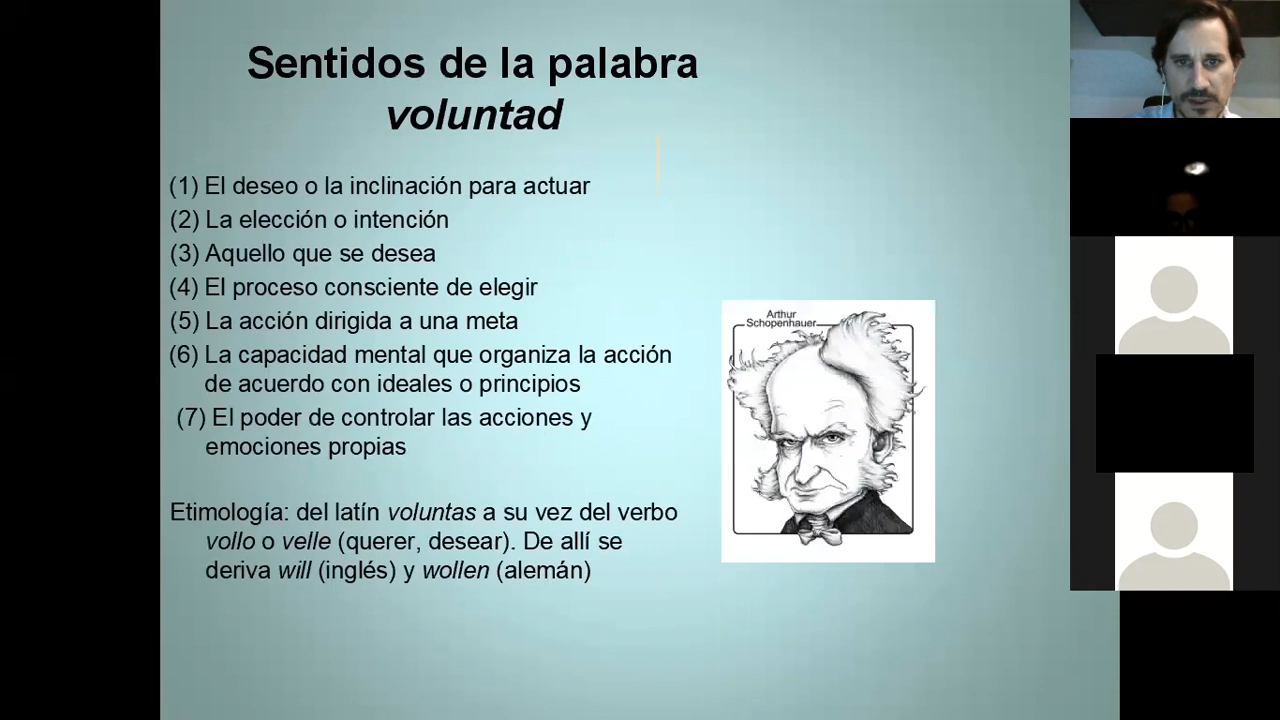 Sentidos de la palabra
voluntad
(1) El deseo o la inclinación para actuar
(2) La elección o intención
(3) Aquello que se desea
(4) El proceso consciente de elegir
(5) La acción dirigida a una meta
(6) La capacidad mental que organiza la acción
de acuerdo con ideales o principios
(7) El poder de controlar las acciones y
emociones propias
Etimología: del latín voluntas a su vez del verbo
vollo o velle (querer, desear). De allí se
deriva will (inglés) y wollen (alemán)
Arthur
Schopenhauer